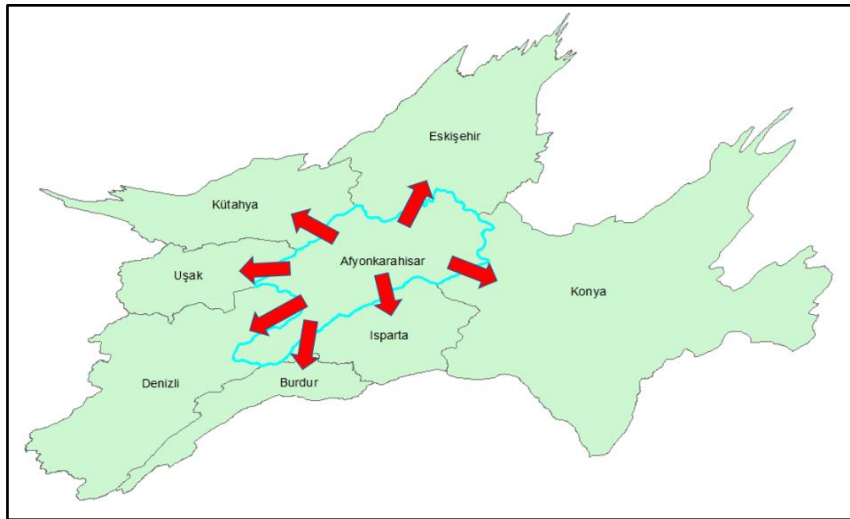 Eskişehir
Kütahya
Afyonkarahisar
Uşak
Konya
Isparta
Denizli
Burdur